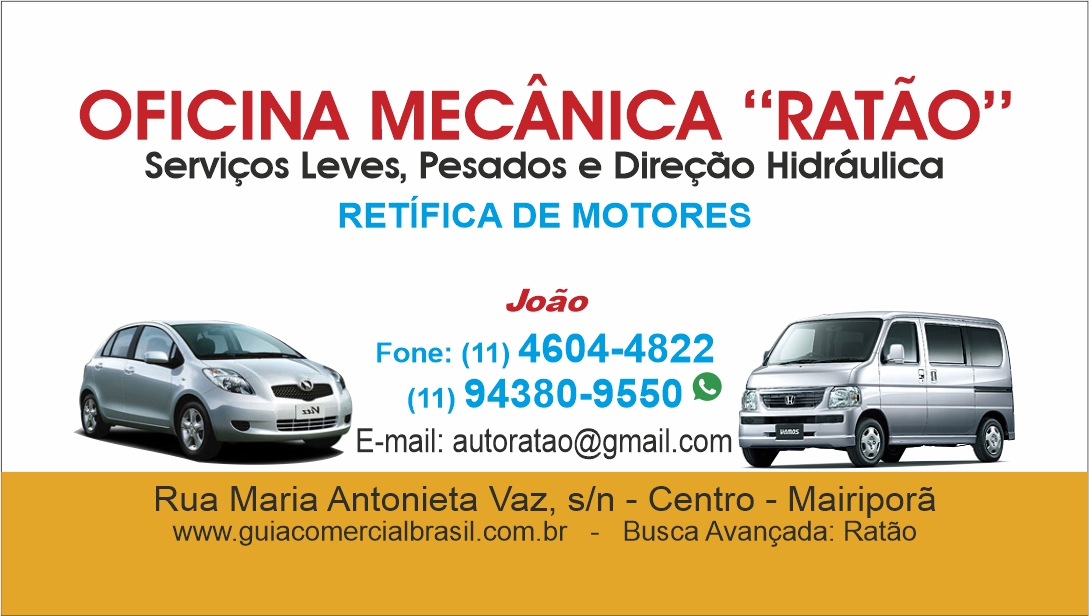 OFICINA MECÂNICA “RATÃO”
Serviços Leves, Pesados e Direção Hidráulica
RETÍFICA DE MOTORES
João
Fone: (11) 4604-4822
(11) 94380-9550
E-mail: autoratao@gmail.com
VAMOS
Rua Maria Antonieta Vaz, s/n - Centro - Mairiporã
www.guiacomercialbrasil.com.br - Busca Avançada: Ratão